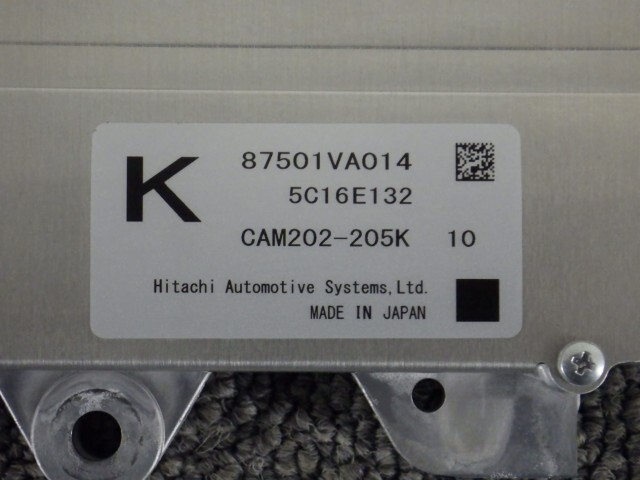 K
87501VA014
5C16E132
CAM202-205K 10
Hitachi Automotive Systems,Ltd.
MADE IN JAPAN